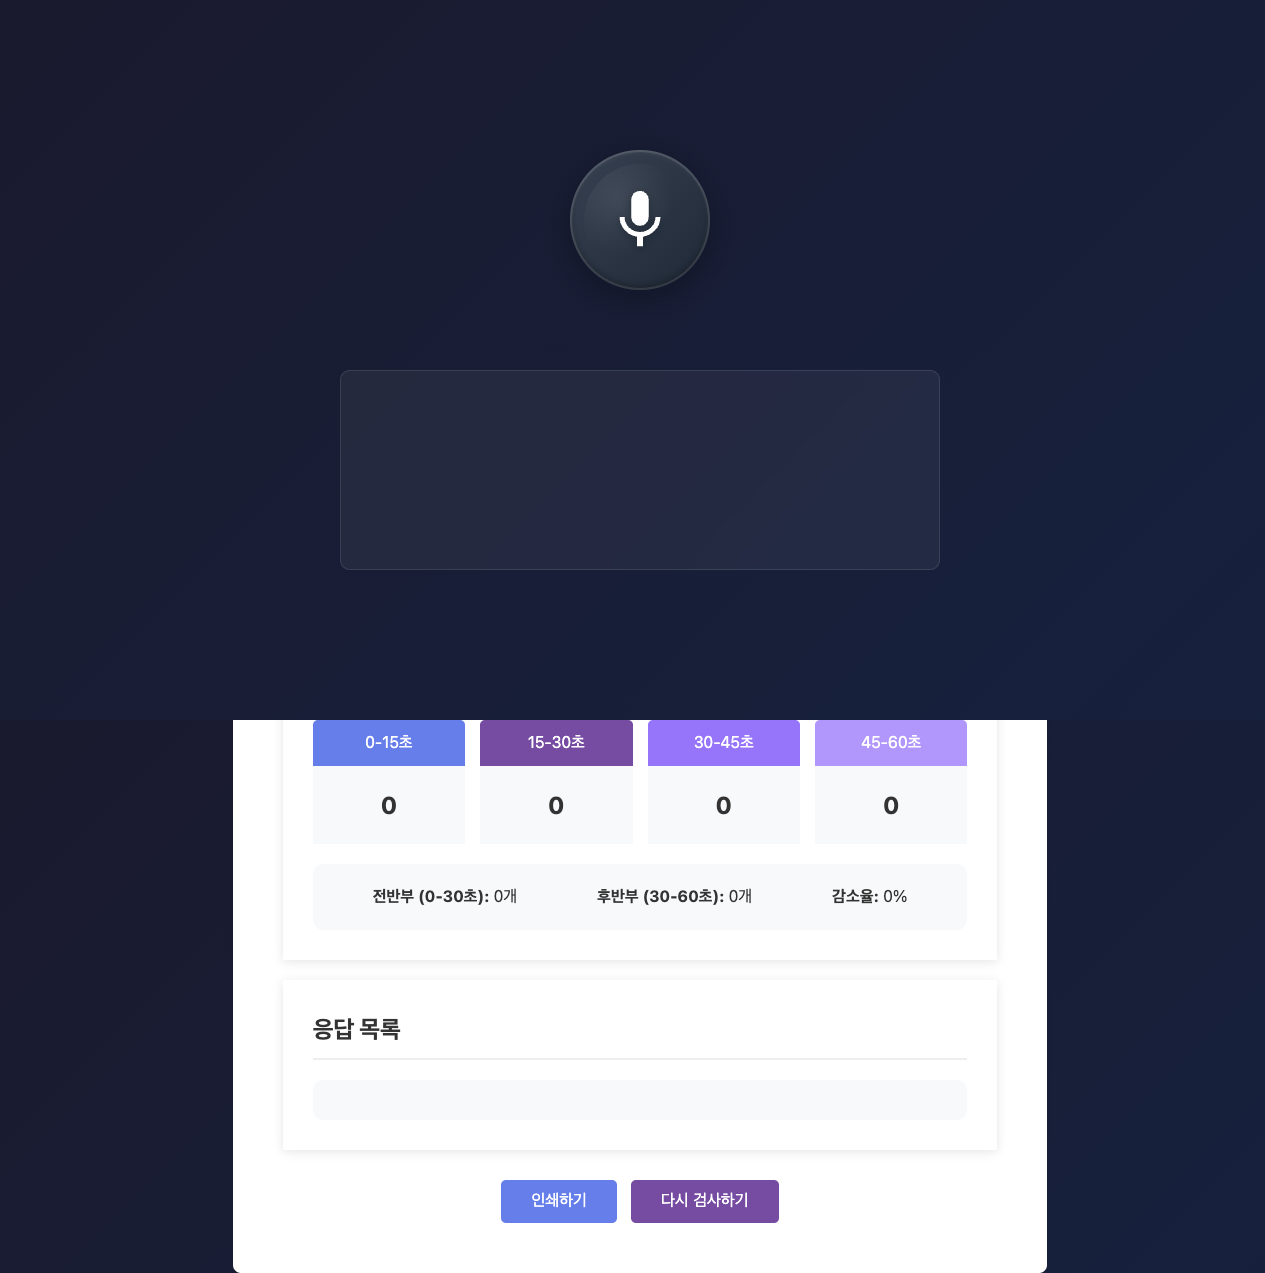 0-15초 15-30초 30-45초 45-60초
0 0 0 0
전반부 (0-30초): 0개 후반부 (30-60초): 0개 감소율: 0%
응답 목록
인쇄하기 다시 검사하기